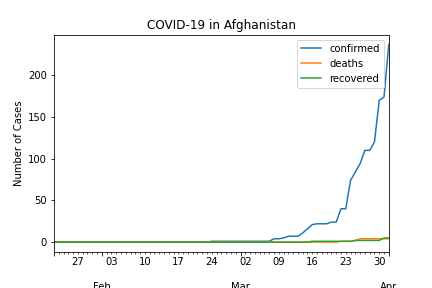 COVID-19 in Afghanistan
confirmed
deaths
recovered
Number of Cases
200
150
100
50
0
27 03 10 17 24 02 09 16 23 30
Feb Mar Apr